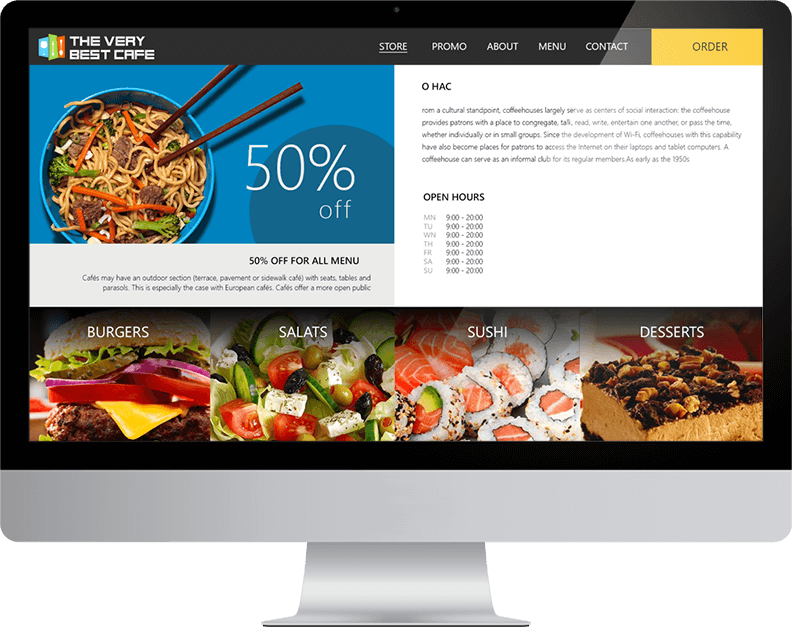 THE VERY
BEST CAFE
STORE PROMO ABOUT MENU CONTACT ORDER
50%
off
50% OFF FOR ALL MENU
Cafés may have an outdoor section (terrace, pavement or sidewalk café) with seats, tables and
parasols. This is especially the case with European cafés. Cafés offer a more open public
O HAC
rom a cultural standpoint, coffeehouses largely serve as centers of social interaction: the coffeehouse
provides patrons with a place to congregate, talk, read, write, entertain one another, or pass the time,
whether individually or in small groups. Since the development of Wi-Fi, coffeehouses with this capability
have also become places for patrons to access the Internet on their laptops and tablet computers. A
coffeehouse can serve as an informal club for its regular members.As early as the 1950s
OPEN HOURS
MN 9:00 - 20:00
TU 9:00 - 20:00
WN 9:00 - 20:00
TH 9:00 - 20:00
FR 9:00 - 20:00
SA 9:00 - 20:00
SU 9:00 - 20:00
BURGERS SALATS SUSHI DESSERTS